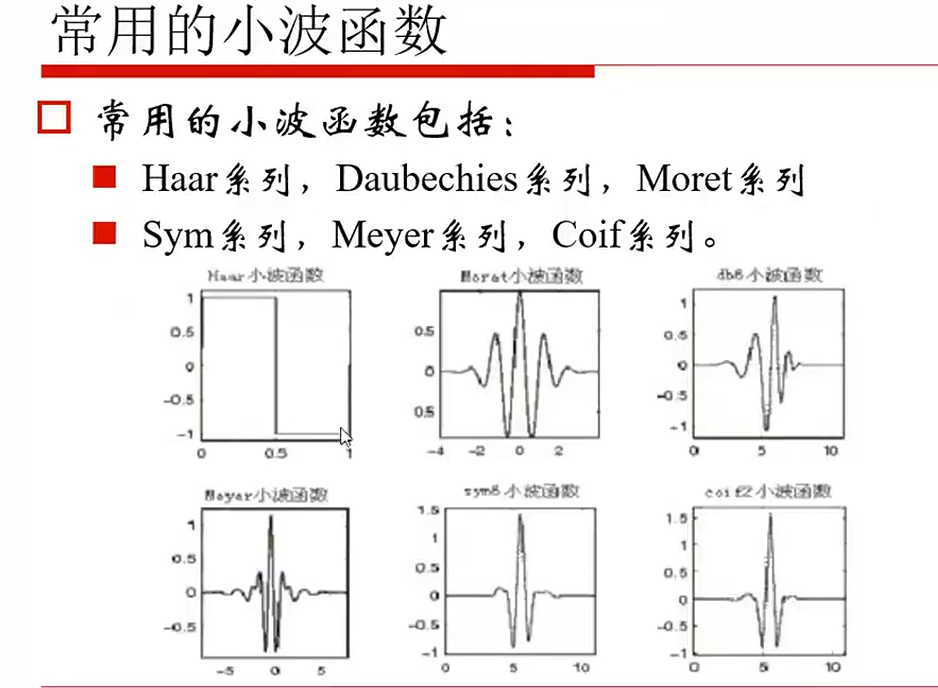 常用的小波函数
常用的小波函数包括：
Haar系列，Daubechies系列，Moret系列
Sym系列，Meyer系列，Coif系列。
Haar小波函数 Moret小波函数 db6小波函数
1 0.5 0 -0.5 -1
0 0.5 1
0.5 0 0.5
-4 -2 0 2
1 0.5 0 -0.5 -1
0 5 10
Meyer小波函数 sym6小波函数 coif2小波函数
1 0.5 0 -0.5
-5 0 5
1.5 1 0.5 0 -0.5 -1
0 5 10
1.5 1 0.5 0 -0.5 -1
0 5 10